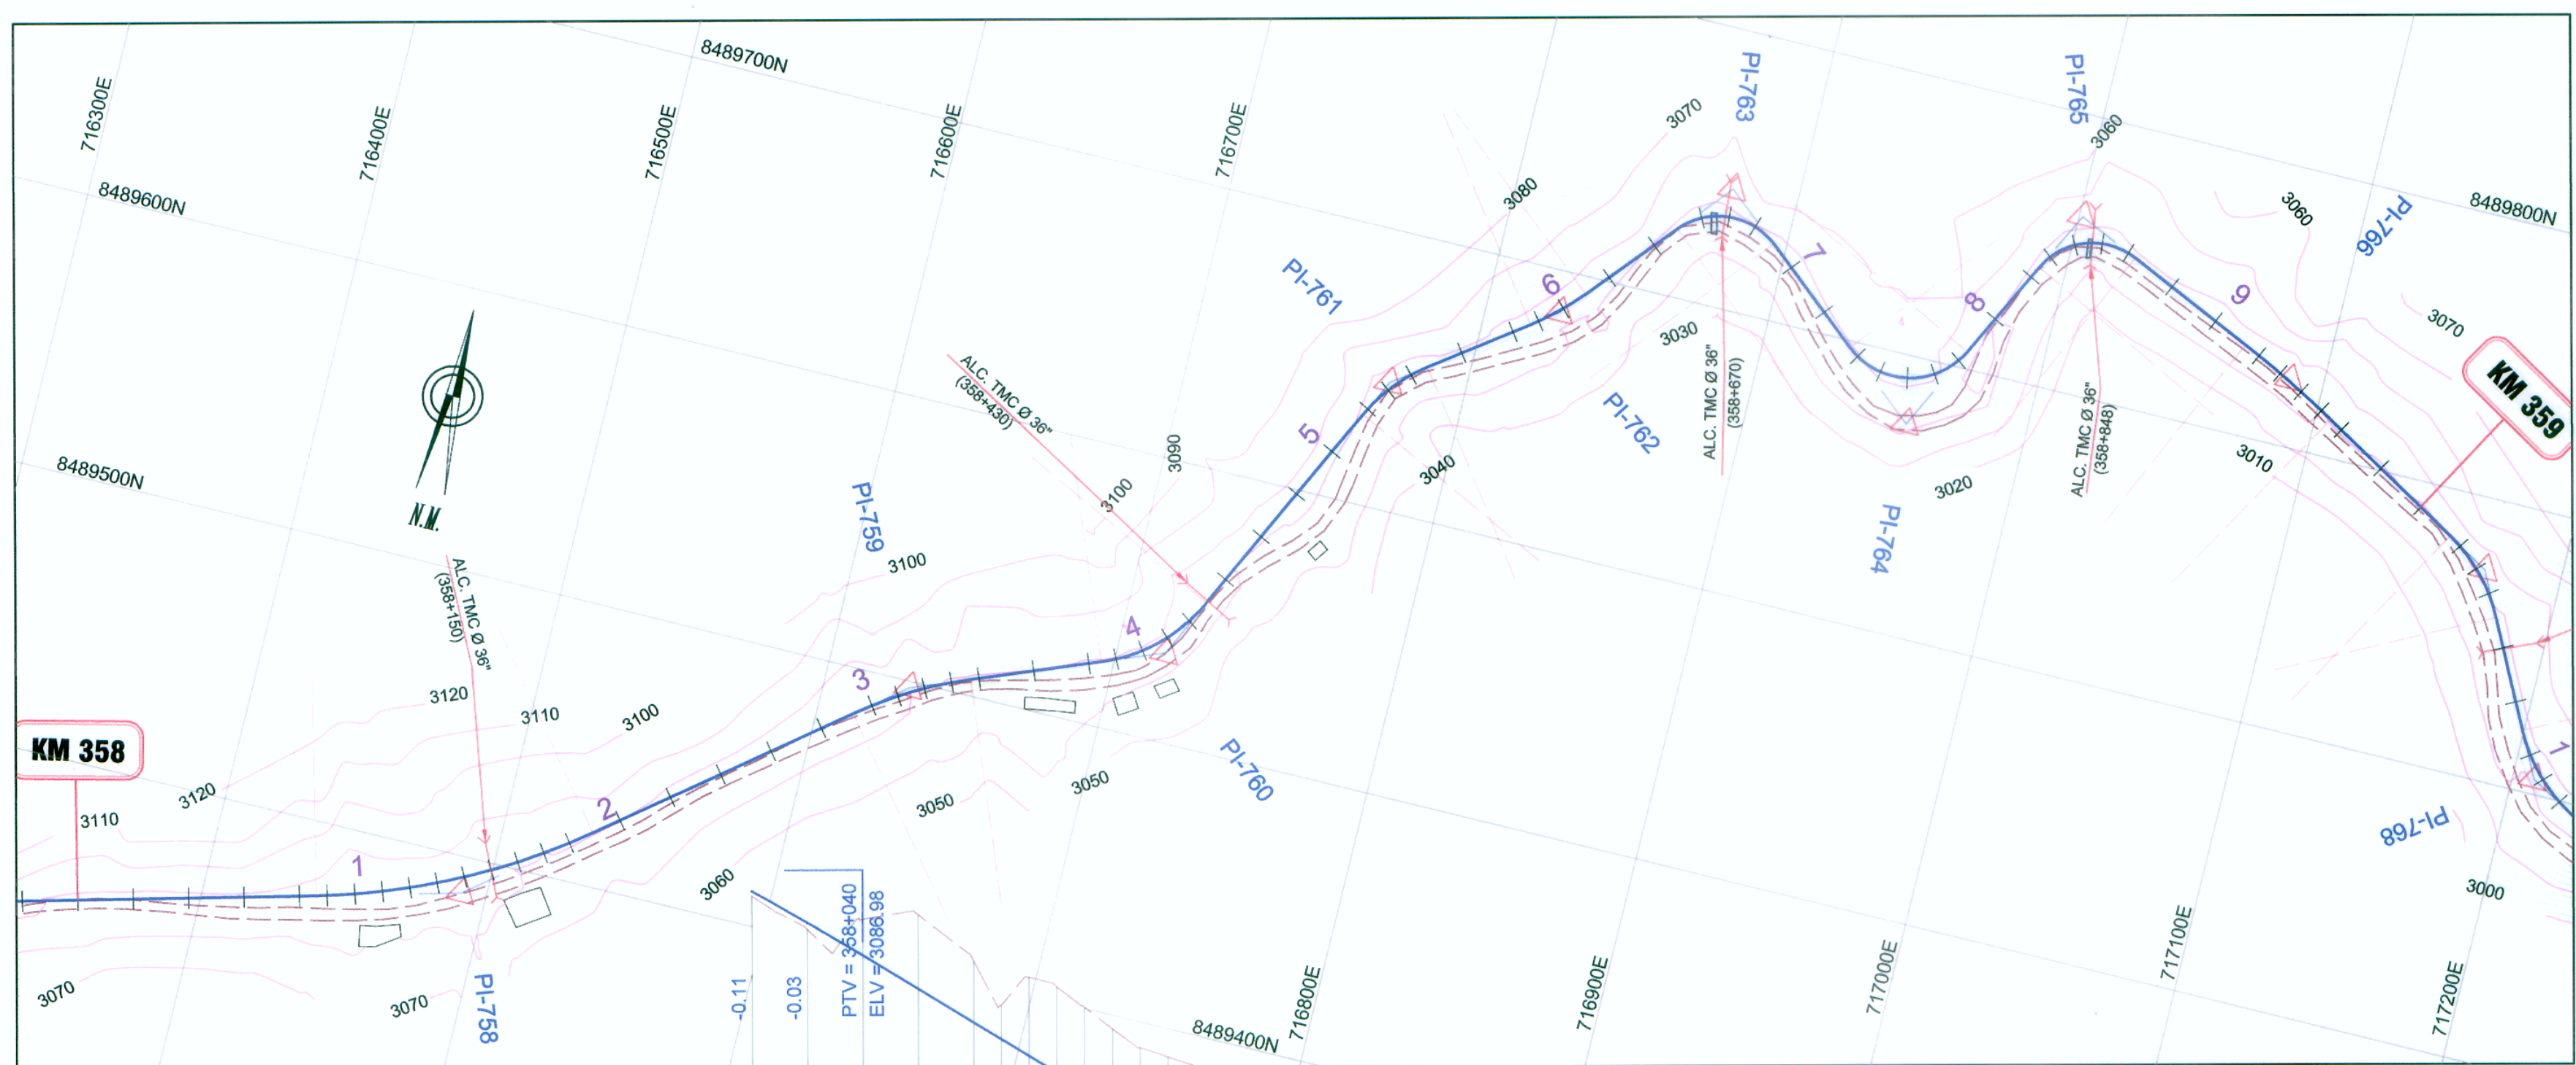 8489700N
716300E
716400E
716500E
716600E
716700E
PI-763
PI-765
3070
3060
8489600N
3080
3060
PI-766
8489800N
PI-761
6
7
8
9
3070
KM 359
3030
ALC. TMC Ø 36"
(358+670)
ALC. TMC Ø 36"
(358+430)
PI-762
ALC. TMC Ø 36"
(358+848)
5
3090
3040
3010
8489500N
3100
3020
PI-759
PI-764
N.M.
3100
ALC. TMC Ø 36"
(358+150)
4
3
3120
3110
3100
KM 358
PI-760
1
3120
3110
2
3050
3050
PI-768
1
3060
3000
3070
3070
PI-758
-0.11
-0.03
PTV = 358+040
ELV = 3086.98
8489400N
716800E
716900E
717000E
717100E
717200E